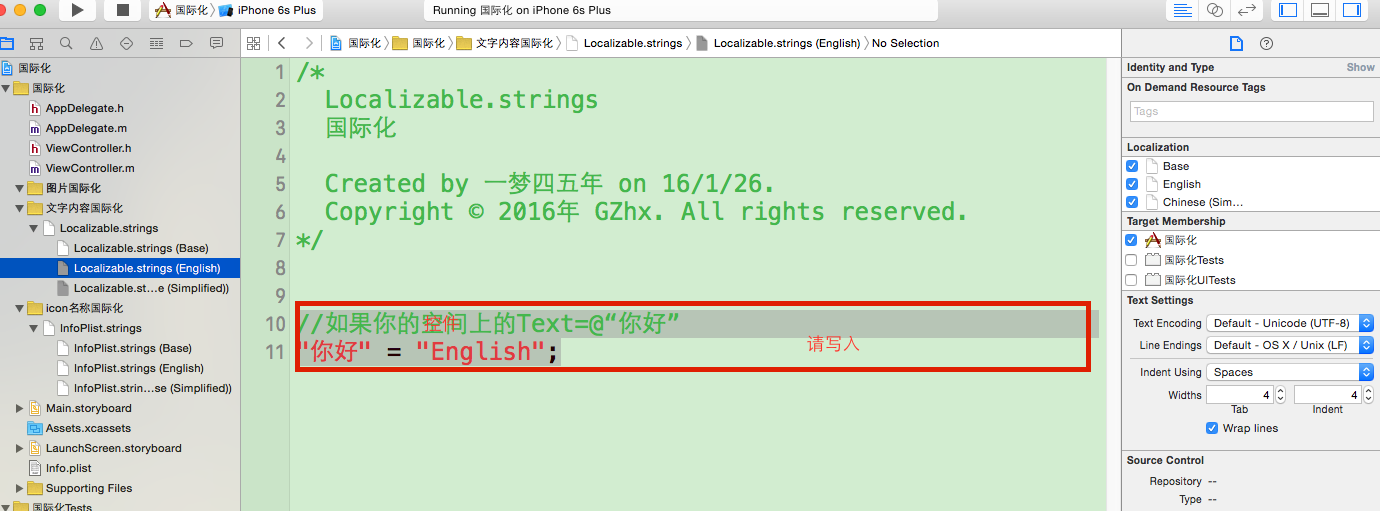 国际化 〉 iPhone 6s Plus
Running 国际化 on iPhone 6s Plus
国际化 〉 国际化 〉 文字内容国际化 〉 Localizable.strings 〉 Localizable.strings (English) 〉 No Selection
国际化
国际化
AppDelegate.h
AppDelegate.m
ViewController.h
ViewController.m
图片国际化
文字内容国际化
Localizable.strings
Localizable.strings (Base)
Localizable.strings (English)
Localizable.st...e (Simplified))
icon名称国际化
InfoPlist.strings
InfoPlist.strings (Base)
InfoPlist.strings (English)
InfoPlist.strin...se (Simplified))
Main.storyboard
Assets.xcassets
LaunchScreen.storyboard
Info.plist
Supporting Files
国际化Tests
1 /*
2 Localizable.strings
3 国际化
4
5 Created by 一梦四五年 on 16/1/26.
6 Copyright © 2016年 GZhx. All rights reserved.
7 */
8
9
10 //如果你的空间上的Text=@“你好”
控件
11 "你好" = "English";
请写入
Identity and Type Show
On Demand Resource Tags
Tags
Localization
Base
English
Chinese (Sim...
Target Membership
国际化
国际化Tests
国际化UITests
Text Settings
Text Encoding Default - Unicode (UTF-8)
Line Endings Default - OS X / Unix (LF)
Indent Using Spaces
Widths 4 4
Tab Indent
Wrap lines
Source Control
Repository --
Type --